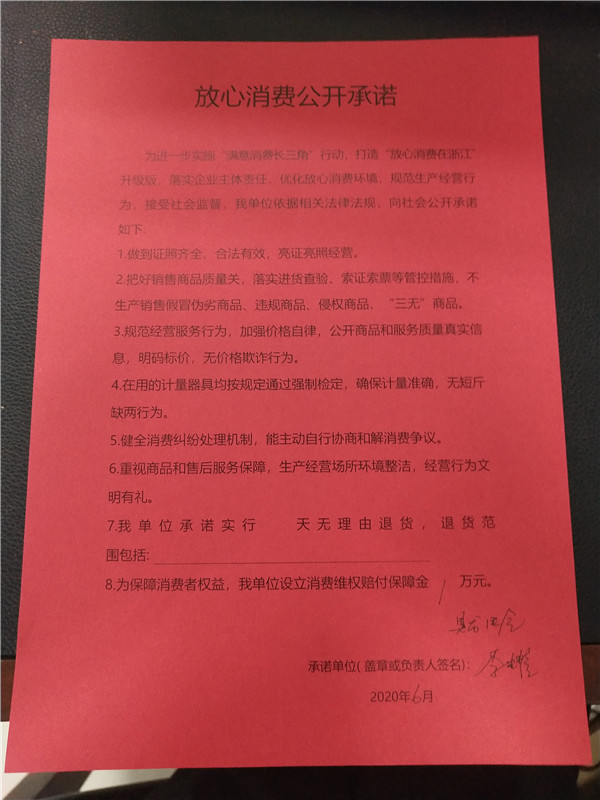 放心消费公开承诺
为进一步实施“满意消费长三角”行动，打造“放心消费在浙江”
升级版，落实企业主体责任，优化放心消费环境，规范生产经营行
为，接受社会监督，我单位依据相关法律法规，向社会公开承诺
如下:
1.做到证照齐全，合法有效，亮证亮照经营。
2.把好销售商品质量关，落实进货查验、索证索票等管控措施，不
生产销售假冒伪劣商品、违规商品、侵权商品、“三无”商品。
3.规范经营服务行为，加强价格自律，公开商品和服务质量真实信
息，明码标价，无价格欺诈行为。
4.在用的计量器具均按规定通过强制检定，确保计量准确，无短斤
缺两行为。
5.健全消费纠纷处理机制，能主动自行协商和解消费争议。
6.重视商品和售后服务保障，生产经营场所环境整洁，经营行为文
明有礼。
7.我单位承诺实行 天无理由退货，退货范
围包括:
8.为保障消费者权益，我单位设立消费维权赔付保障金 1 万元。
承诺单位( 盖章或负责人签名):
2020年6月